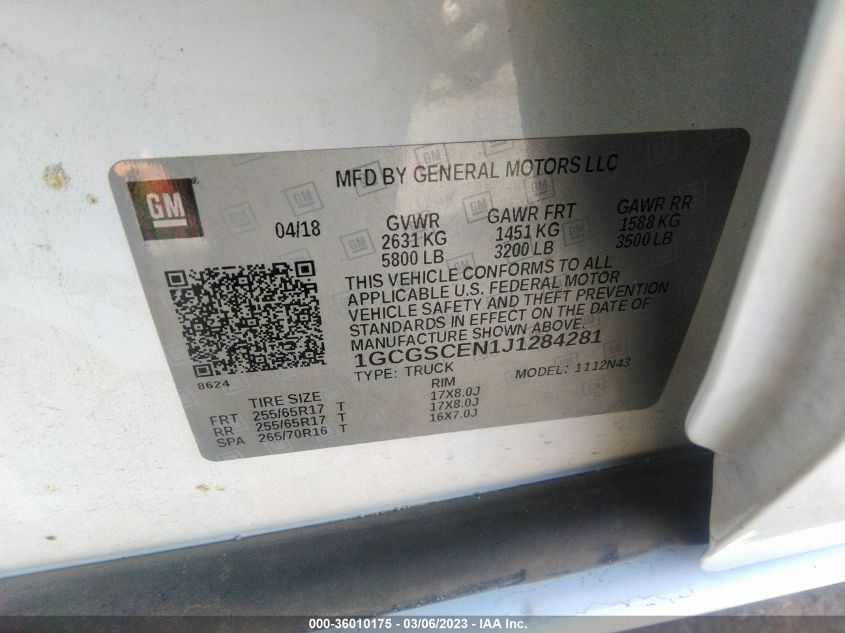 MFD BY GENERAL MOTORS LLC
GM
04/18
GVWR GAWR FRT GAWR RR
2631 KG 1451 KG 1588 KG
5800 LB 3200 LB 3500 LB
THIS VEHICLE CONFORMS TO ALL
APPLICABLE U.S. FEDERAL MOTOR
VEHICLE SAFETY AND THEFT PREVENTION
STANDARDS IN EFFECT ON THE DATE OF
MANUFACTURE SHOWN ABOVE.
1GCGSCEN1J1284281
8624
TYPE: TRUCK MODEL: 1112N43
TIRE SIZE RIM
FRT 255/65R17 T 17X8.0J
RR 255/65R17 T 17X8.0J
SPA 265/70R16 T 16X7.0J
000-36010175 - 03/06/2023 - IAA Inc.